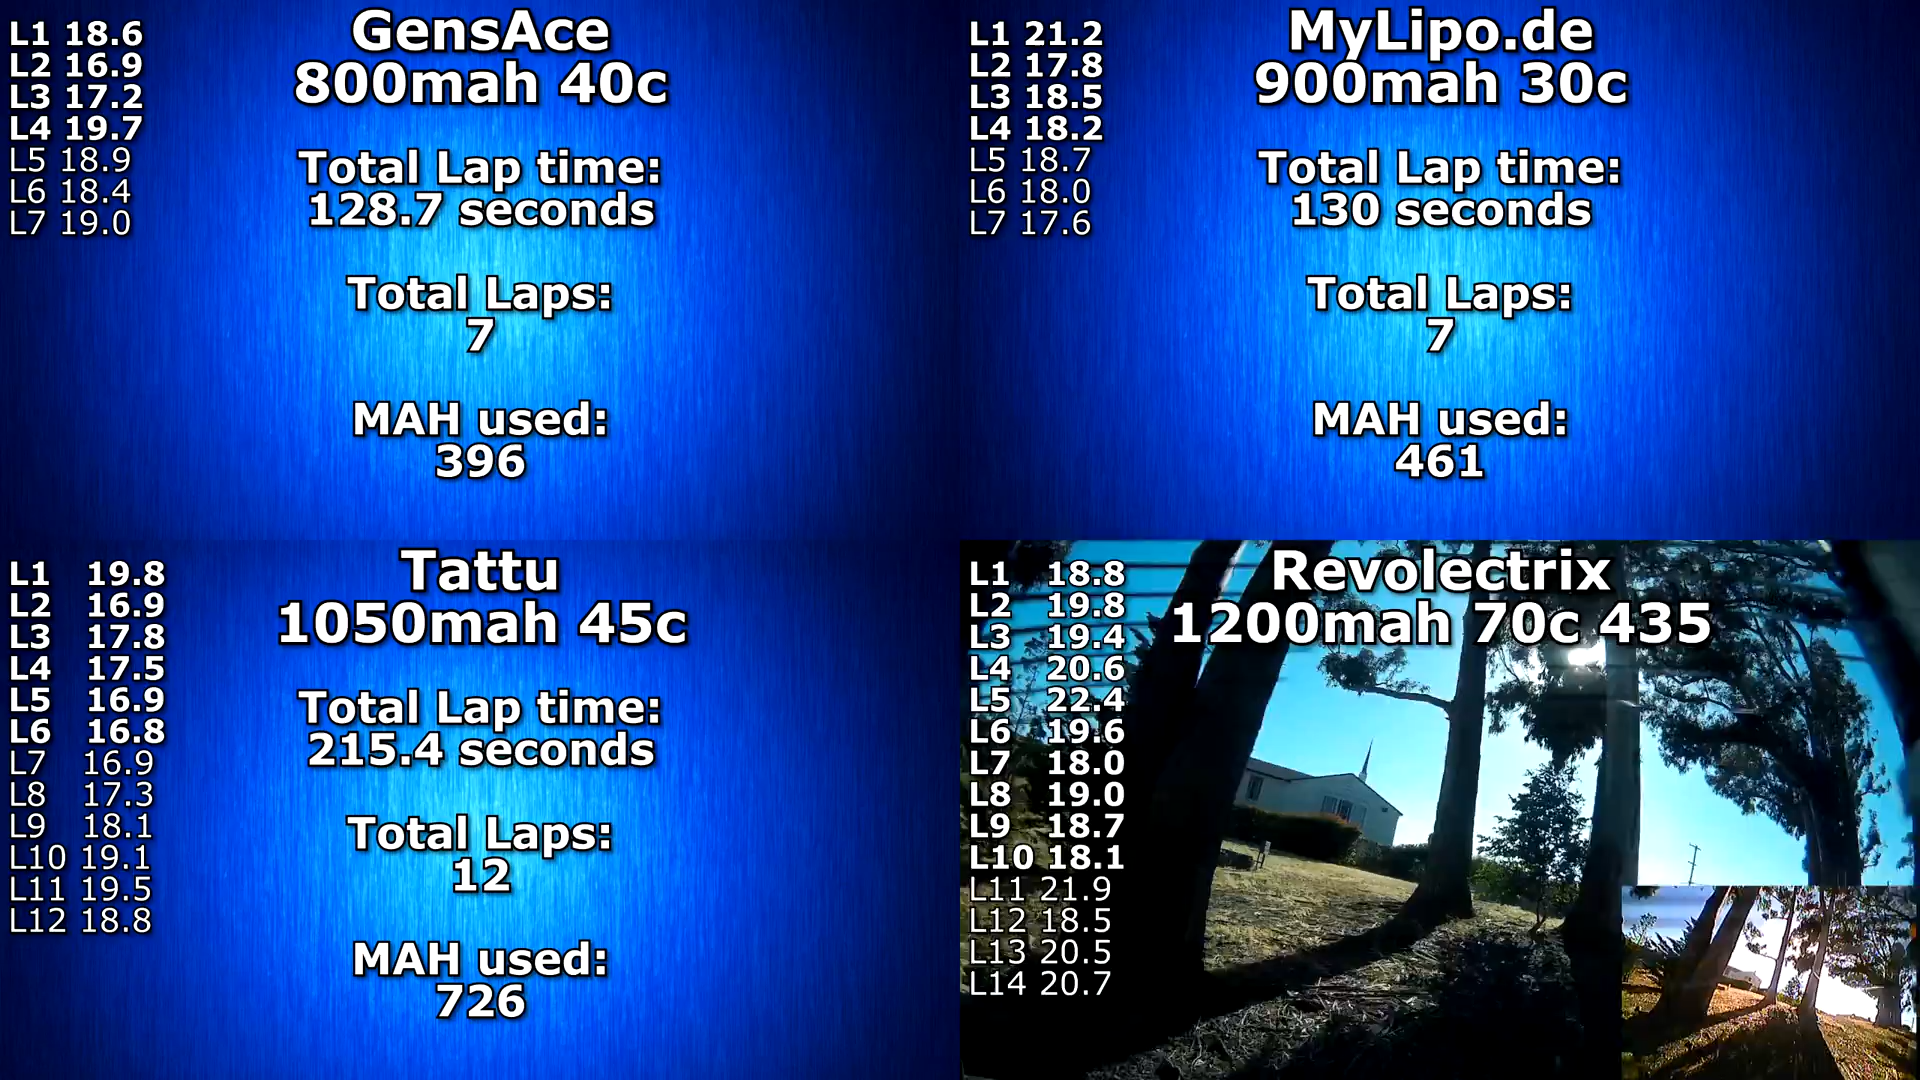 L1 18.6
L2 16.9
L3 17.2
L4 19.7
L5 18.9
L6 18.4
L7 19.0
GensAce
800mah 40c
Total Lap time:
128.7 seconds
Total Laps:
7
MAH used:
396
L1 21.2
L2 17.8
L3 18.5
L4 18.2
L5 18.7
L6 18.0
L7 17.6
MyLipo.de
900mah 30c
Total Lap time:
130 seconds
Total Laps:
7
MAH used:
461
L1 19.8
L2 16.9
L3 17.8
L4 17.5
L5 16.9
L6 16.8
L7 16.9
L8 17.3
L9 18.1
L10 19.1
L11 19.5
L12 18.8
Tattu
1050mah 45c
Total Lap time:
215.4 seconds
Total Laps:
12
MAH used:
726
L1 18.8
L2 19.8
L3 19.4
L4 20.6
L5 22.4
L6 19.6
L7 18.0
L8 19.0
L9 18.7
L10 18.1
L11 21.9
L12 18.5
L13 20.5
L14 20.7
Revolectrix
1200mah 70c 435